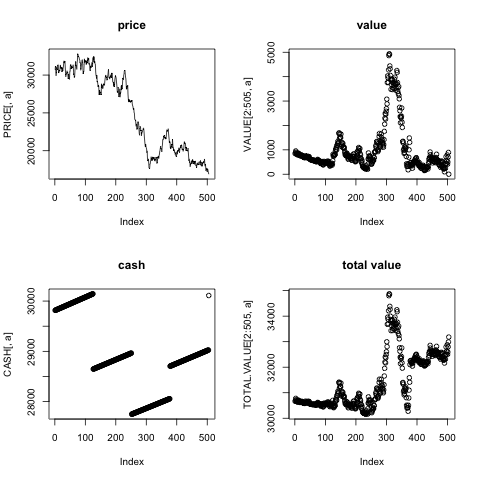 price
PRICE[, a]
20000 25000 30000
0 100 200 300 400 500
Index
value
VALUE[2:505, a]
0 1000 3000 5000
0 100 200 300 400 500
Index
cash
CASH[, a]
28000 29000 30000
0 100 200 300 400 500
Index
total value
TOTAL.VALUE[2:505, a]
30000 32000 34000
0 100 200 300 400 500
Index